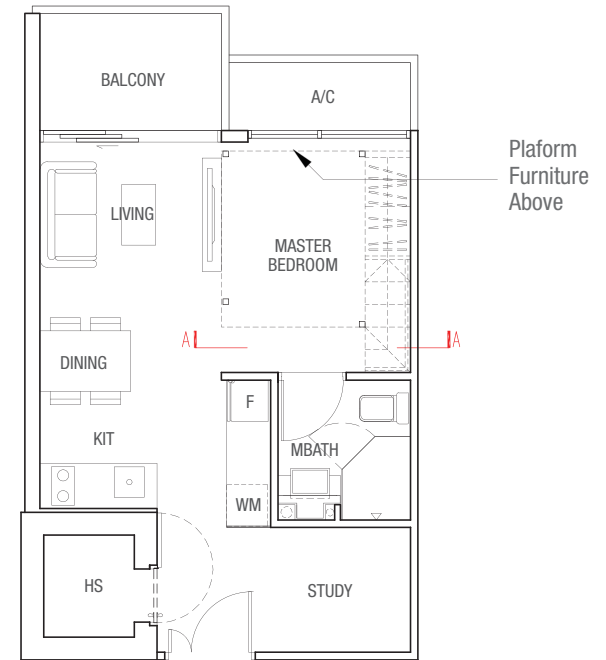 BALCONY
A/C
Plaform
Furniture
Above
LIVING
MASTER
BEDROOM
A
A
DINING
F
KIT
MBATH
WM
HS
STUDY